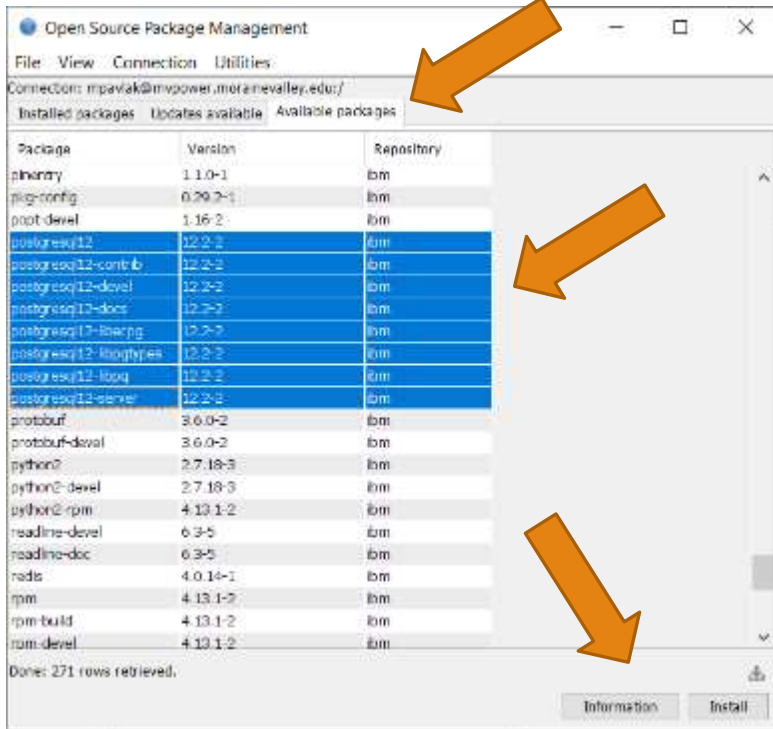 Open Source Package Management
File View Connection Utilities
Connection: mpavlak@mvpower.morainevalley.edu:/
Installed packages Updates available Available packages
Package Version Repository
pinentry 1.1.0-1 ibm
pkg-config 0.29.2-1 ibm
popt-devel 1.16-2 ibm
postgresql12 12.2-2 ibm
postgresql12-contrib 12.2-2 ibm
postgresql12-devel 12.2-2 ibm
postgresql12-docs 12.2-2 ibm
postgresql12-libecpg 12.2-2 ibm
postgresql12-libpgtypes 12.2-2 ibm
postgresql12-libpq 12.2-2 ibm
postgresql12-server 12.2-2 ibm
protobuf 3.6.0-2 ibm
protobuf-devel 3.6.0-2 ibm
python2 2.7.18-3 ibm
python2-devel 2.7.18-3 ibm
python2-rpm 4.13.1-2 ibm
readline-devel 6.3-5 ibm
readline-doc 6.3-5 ibm
redis 4.0.14-1 ibm
rpm 4.13.1-2 ibm
rpm-build 4.13.1-2 ibm
rpm-devel 4.13.1-2 ibm
Done: 271 rows retrieved.
Information Install